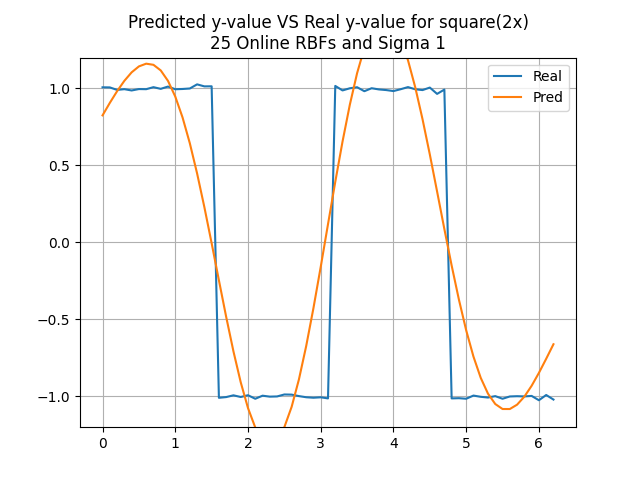 Predicted y-value VS Real y-value for square(2x)
25 Online RBFs and Sigma 1
Real
Pred
1.0
0.5
0.0
−0.5
−1.0
0 1 2 3 4 5 6